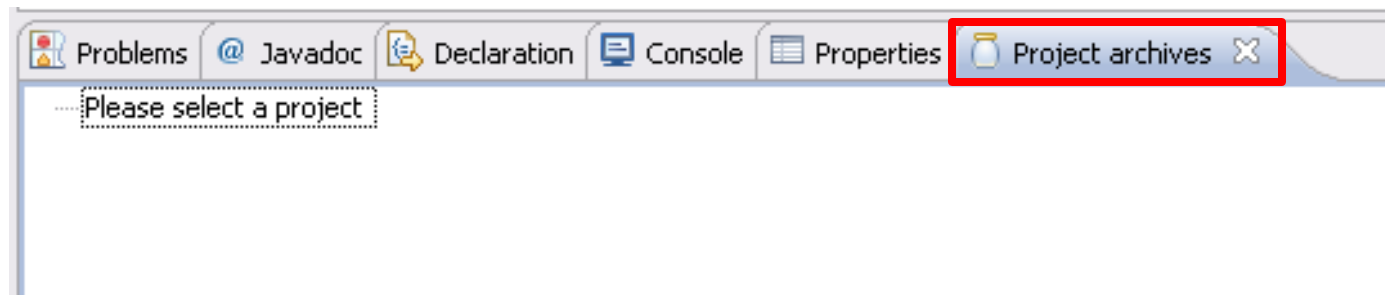 Problems @ Javadoc Declaration Console Properties Project archives
Please select a project